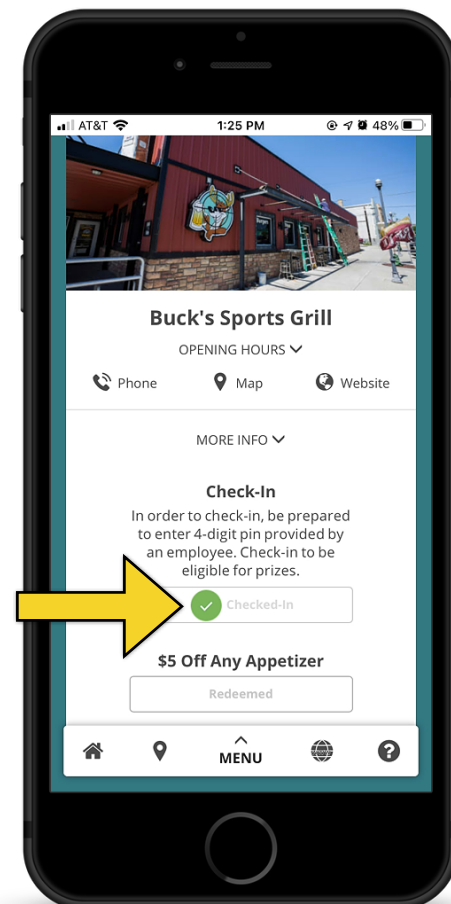 AT&T 1:25 PM 48%
Buck's Sports Grill
OPENING HOURS
Phone Map Website
MORE INFO
Check-In
In order to check-in, be prepared
to enter 4-digit pin provided by
an employee. Check-in to be
eligible for prizes.
Checked-In
$5 Off Any Appetizer
Redeemed
MENU